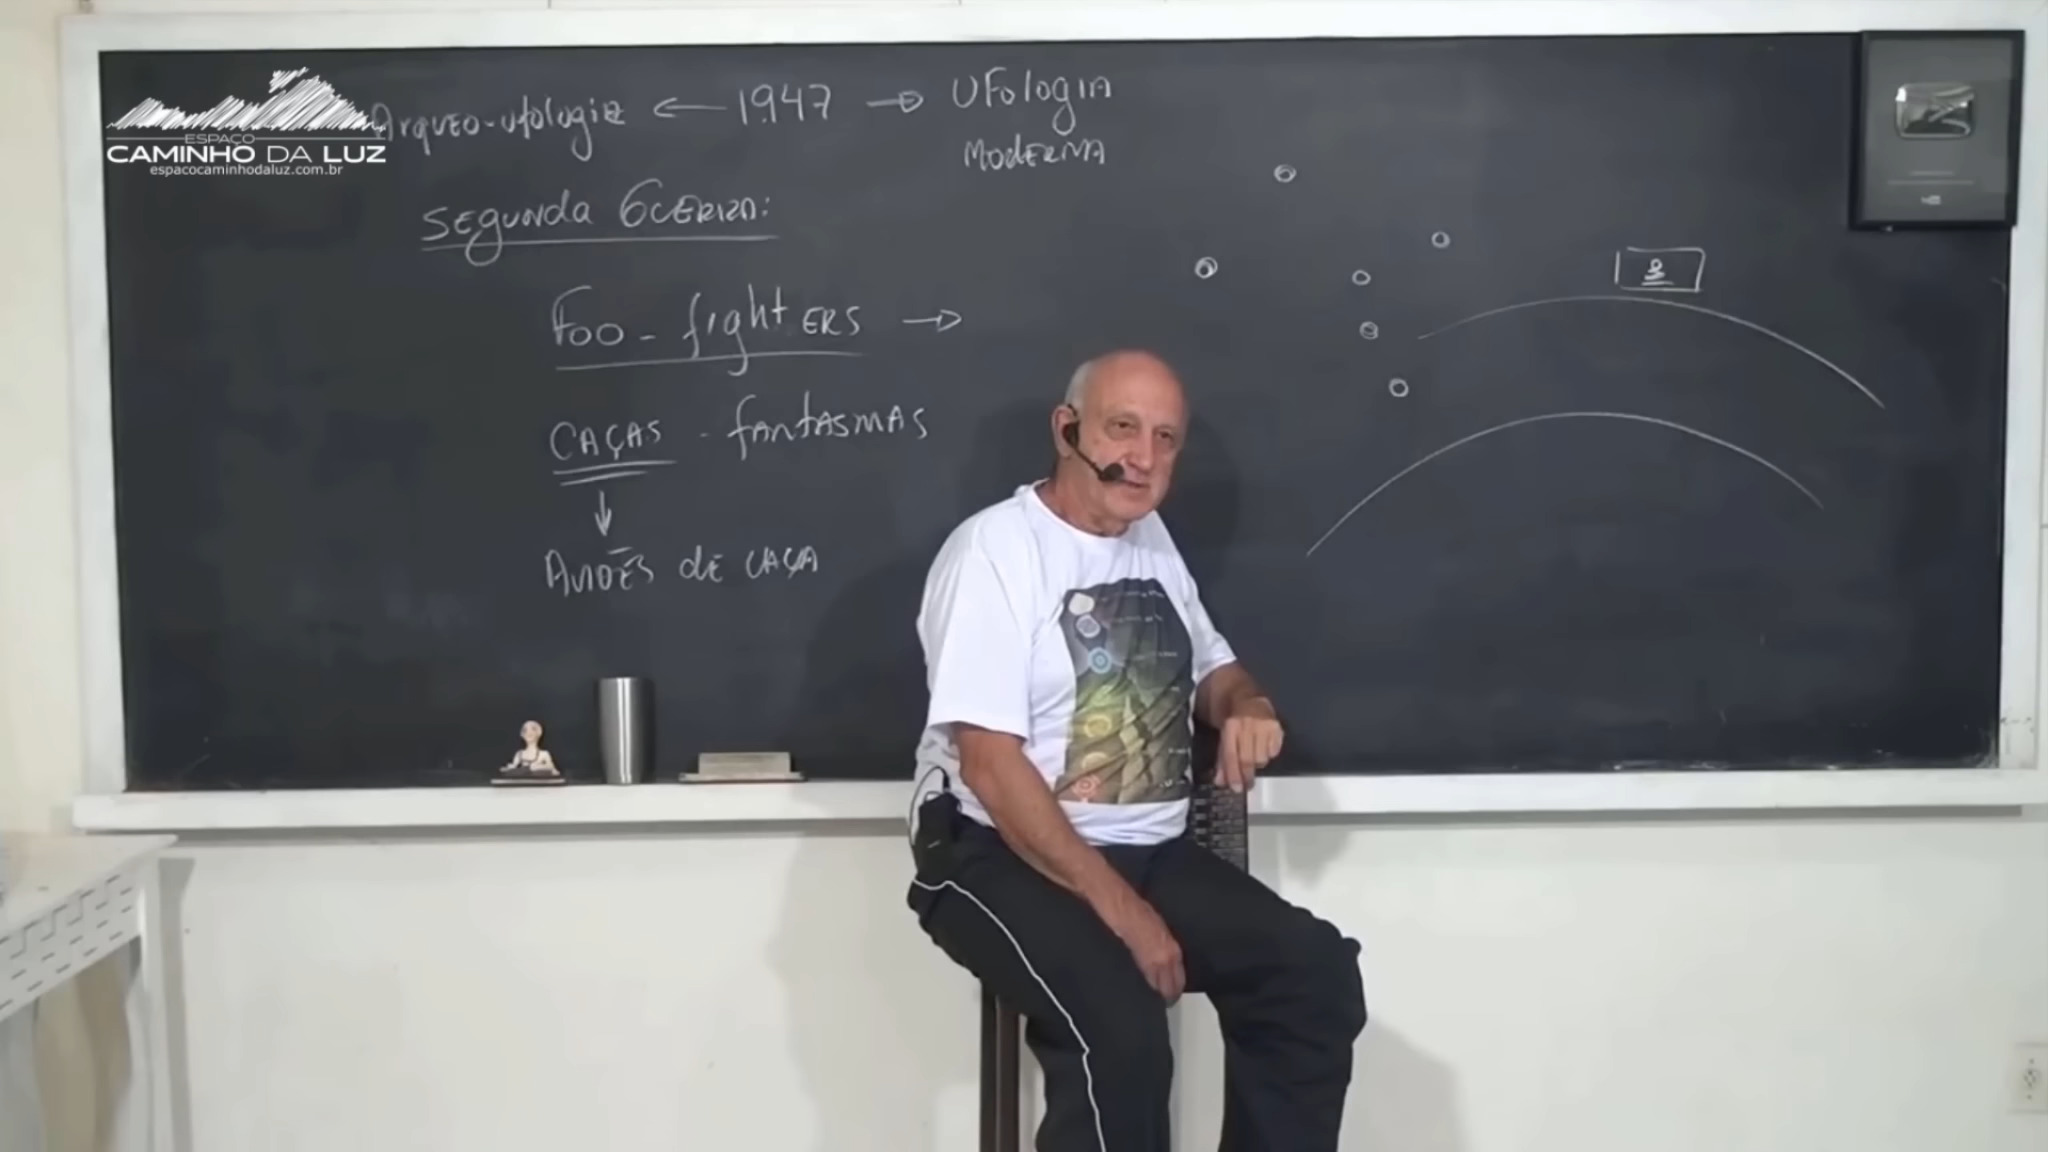 ESPAÇO
CAMINHO DA LUZ
espacocaminhodaluz.com.br
Arqueo-ufologia ← 1947 → UFologia
Moderna
Segunda Guerra:
Foo-fighters →
CAÇAS - fantasmas
↓
Aviões de caça